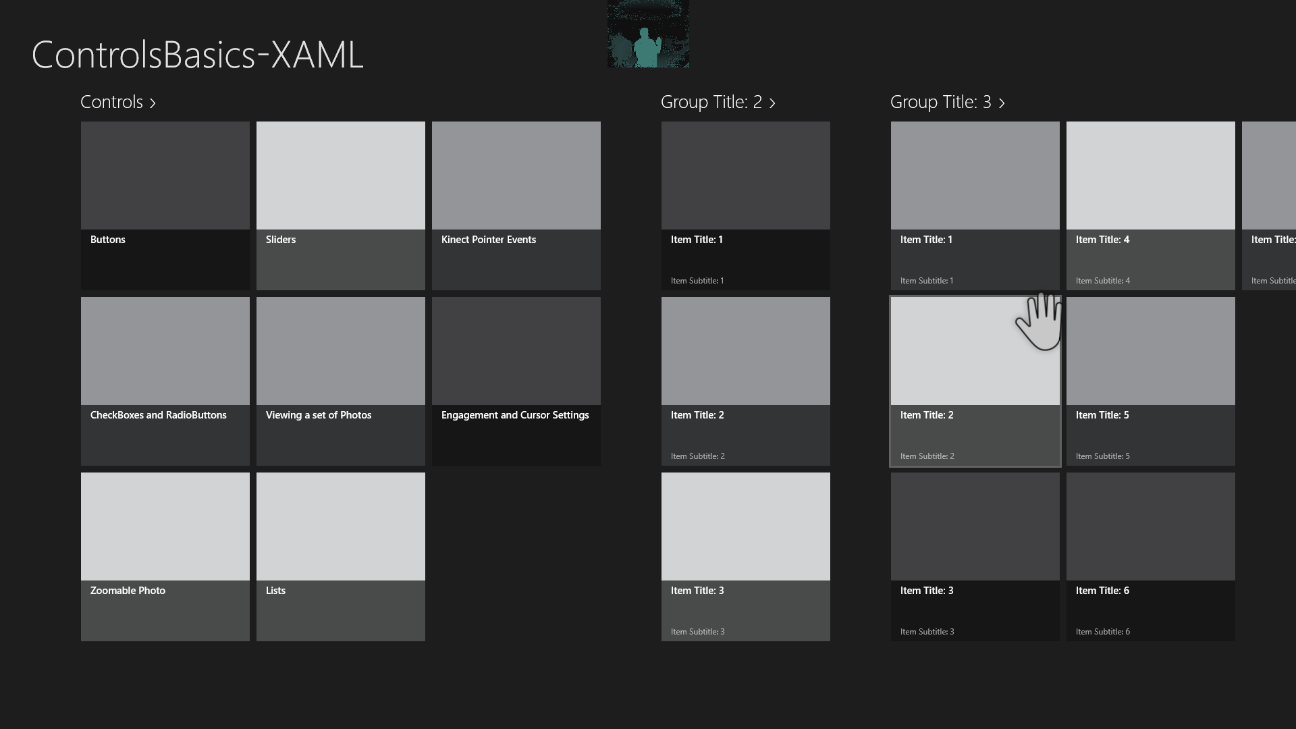 ControlsBasics-XAML
Controls >
Buttons
Sliders
Kinect Pointer Events
CheckBoxes and RadioButtons
Viewing a set of Photos
Engagement and Cursor Settings
Zoomable Photo
Lists
Group Title: 2 >
Item Title: 1
Item Subtitle: 1
Item Title: 2
Item Subtitle: 2
Item Title: 3
Item Subtitle: 3
Group Title: 3 >
Item Title: 1
Item Subtitle: 1
Item Title: 4
Item Subtitle: 4
Item Title:
Item Subtitle:
Item Title: 2
Item Subtitle: 2
Item Title: 5
Item Subtitle: 5
Item Title: 3
Item Subtitle: 3
Item Title: 6
Item Subtitle: 6